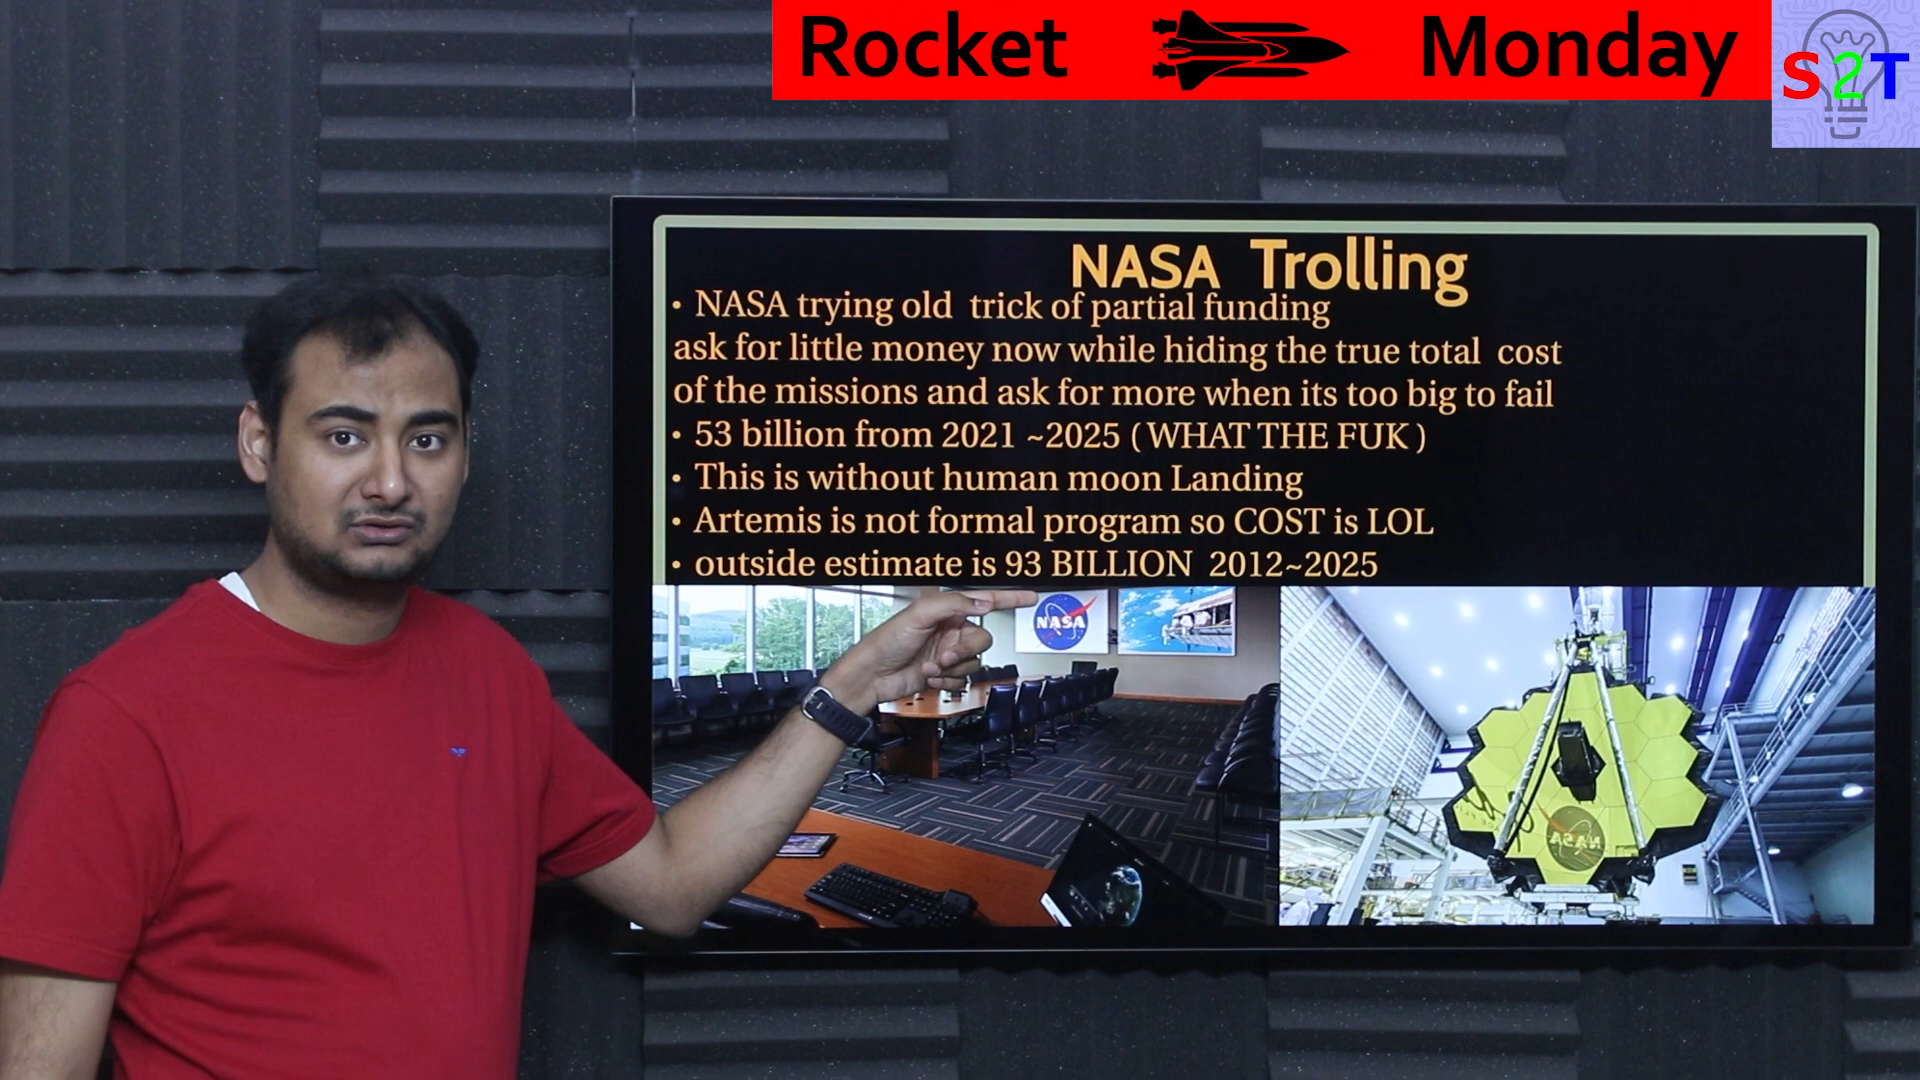 Rocket Monday
S2T
NASA Trolling
• NASA trying old trick of partial funding
ask for little money now while hiding the true total cost
of the missions and ask for more when its too big to fail
• 53 billion from 2021 ~2025 ( WHAT THE FUK )
• This is without human moon Landing
• Artemis is not formal program so COST is LOL
• outside estimate is 93 BILLION 2012~2025
NASA
NASA